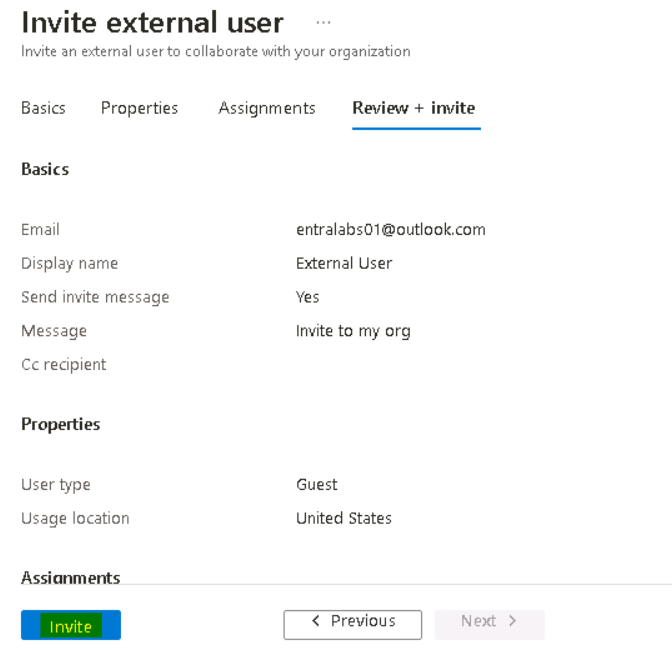 Invite external user ...
Invite an external user to collaborate with your organization
Basics Properties Assignments Review + invite
Basics
Email entralabs01@outlook.com
Display name External User
Send invite message Yes
Message Invite to my org
Cc recipient
Properties
User type Guest
Usage location United States
Assignments
Invite < Previous Next >